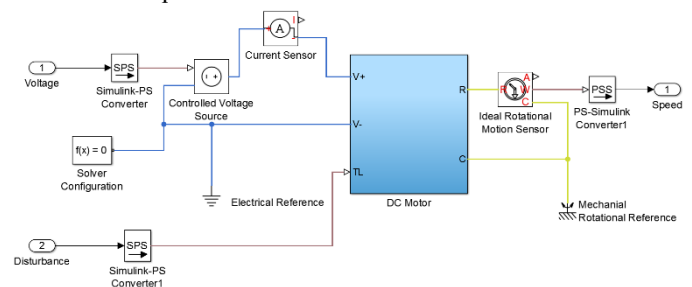 1
Voltage
SPS
Simulink-PS
Converter
Controlled Voltage
Source
A
I
Current Sensor
f(x) = 0
Solver
Configuration
Electrical Reference
2
Disturbance
SPS
Simulink-PS
Converter1
V+
V-
TL
R
C
DC Motor
R
A
W
C
Ideal Rotational
Motion Sensor
PSS
PS-Simulink
Converter1
1
Speed
Mechanial
Rotational Reference